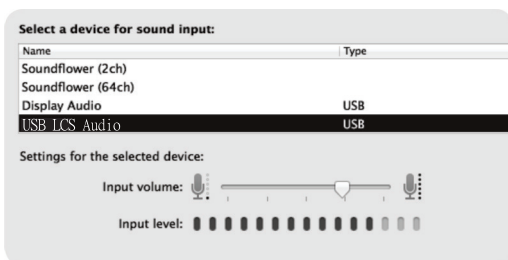 Select a device for sound input:
Name Type
Soundflower (2ch)
Soundflower (64ch)
Display Audio USB
USB LCS Audio USB
Settings for the selected device:
Input volume:
Input level: